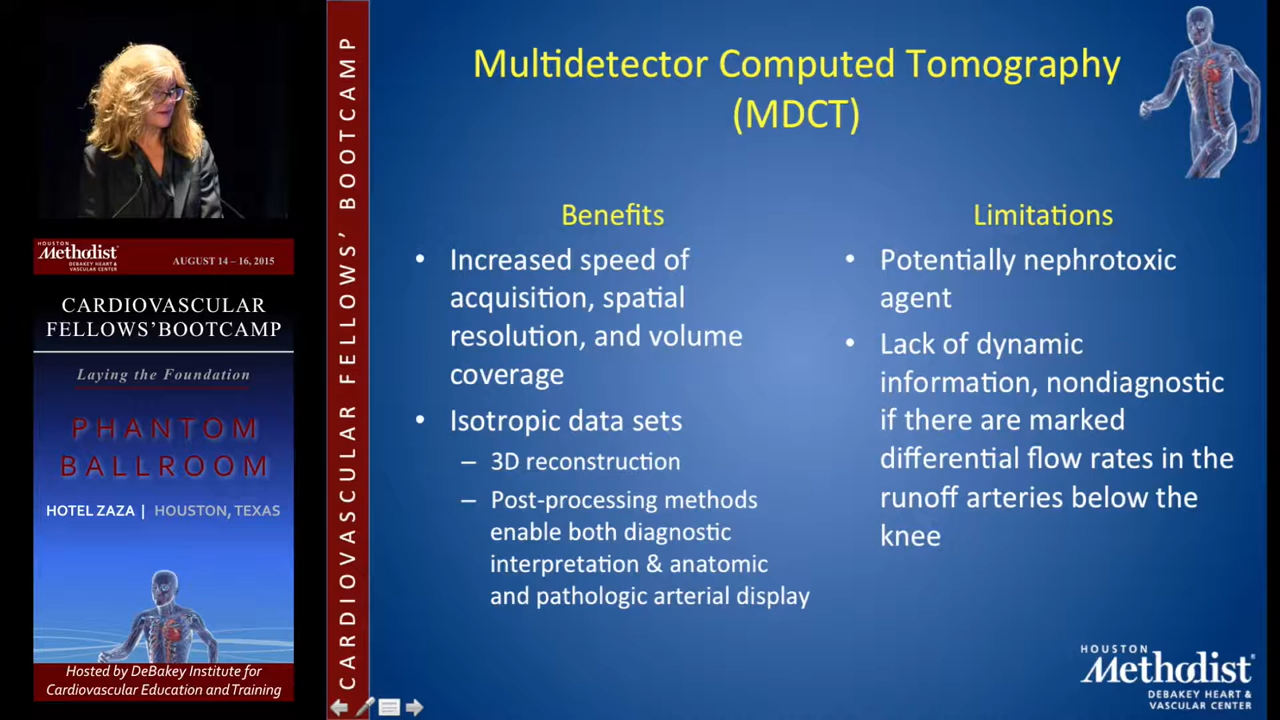 HOUSTON
Methodist
DEBAKEY HEART &
VASCULAR CENTER
AUGUST 14 – 16, 2015
CARDIOVASCULAR
FELLOWS'BOOTCAMP
Laying the Foundation
PHANTOM
BALLROOM
HOTEL ZAZA | HOUSTON, TEXAS
Hosted by DeBakey Institute for
Cardiovascular Education and Training
CARDIOVASCULAR FELLOWS' BOOTCAMP
Multidetector Computed Tomography
(MDCT)
Benefits
• Increased speed of
acquisition, spatial
resolution, and volume
coverage
• Isotropic data sets
– 3D reconstruction
– Post-processing methods
enable both diagnostic
interpretation & anatomic
and pathologic arterial display
Limitations
• Potentially nephrotoxic
agent
• Lack of dynamic
information, nondiagnostic
if there are marked
differential flow rates in the
runoff arteries below the
knee
HOUSTON
Methodist
DEBAKEY HEART &
VASCULAR CENTER